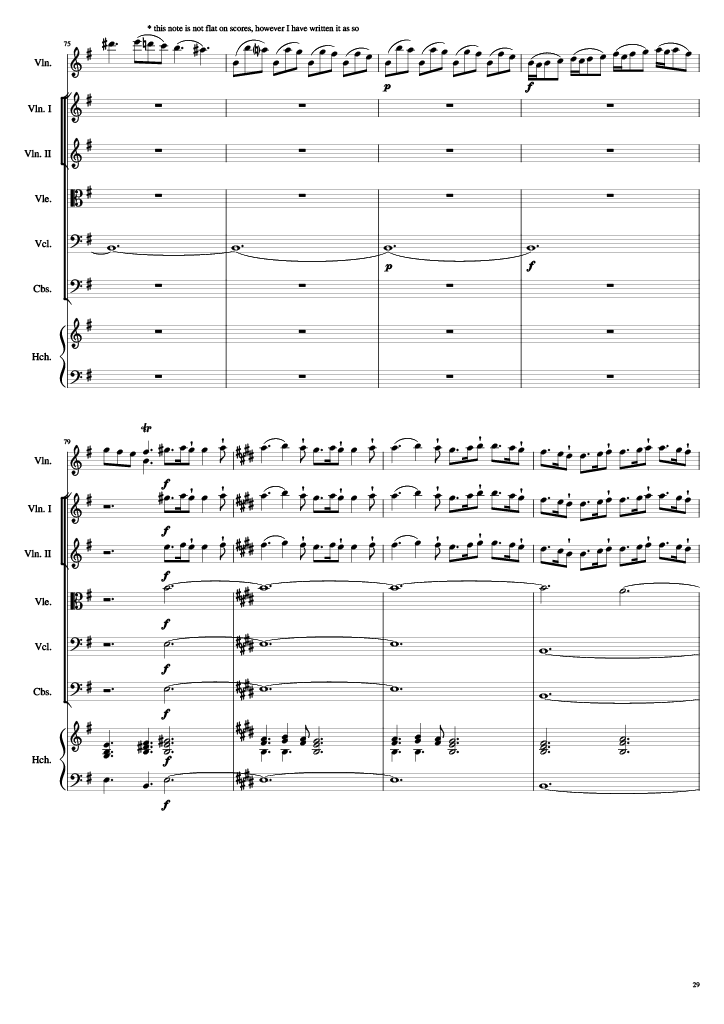 * this note is not flat on scores, however I have written it as so
75
Vln.
p
f
Vln. I
Vln. II
Vle.
Vcl.
p
f
Cbs.
Hch.
79
tr
Vln.
f
Vln. I
f
Vln. II
f
Vle.
f
Vcl.
f
Cbs.
f
Hch.
f
f
29